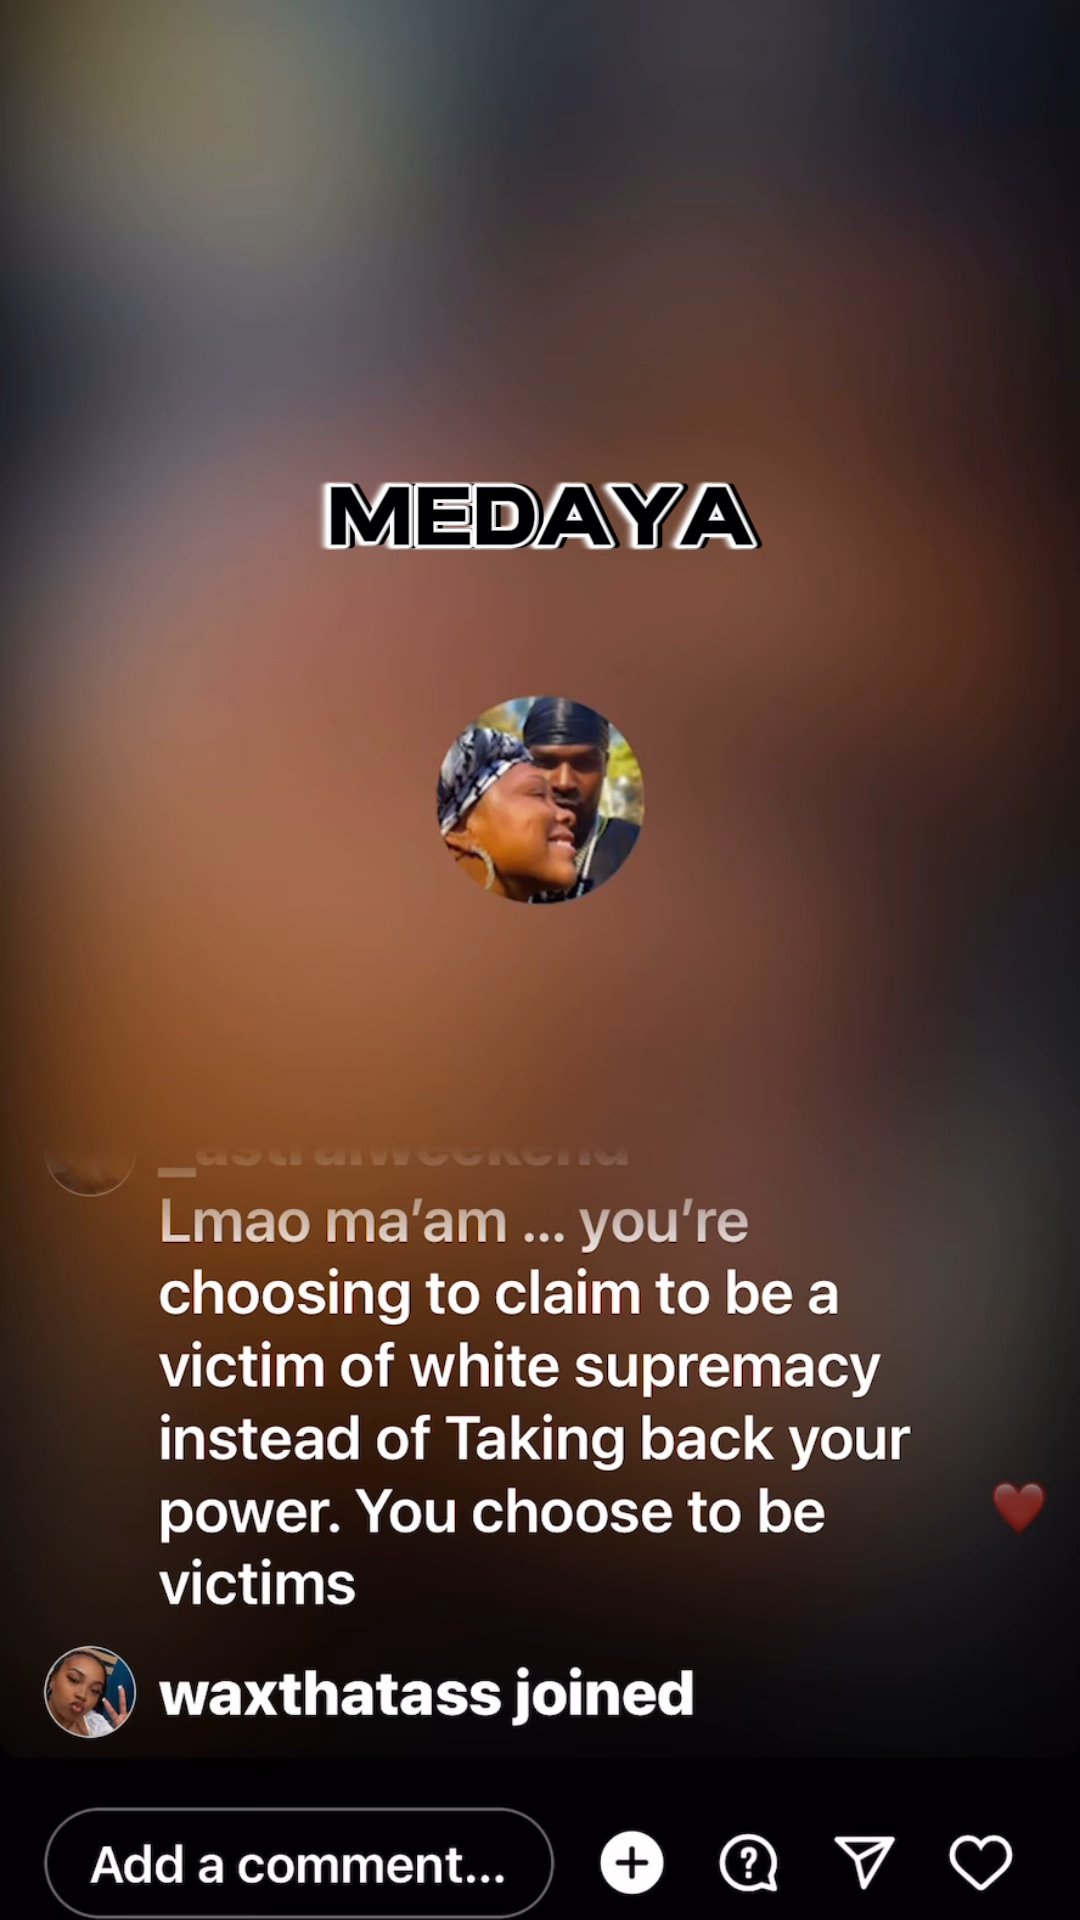 MEDAYA
_astralweekend
Lmao ma’am ... you’re
choosing to claim to be a
victim of white supremacy
instead of Taking back your
power. You choose to be
victims
waxthatass joined
Add a comment...